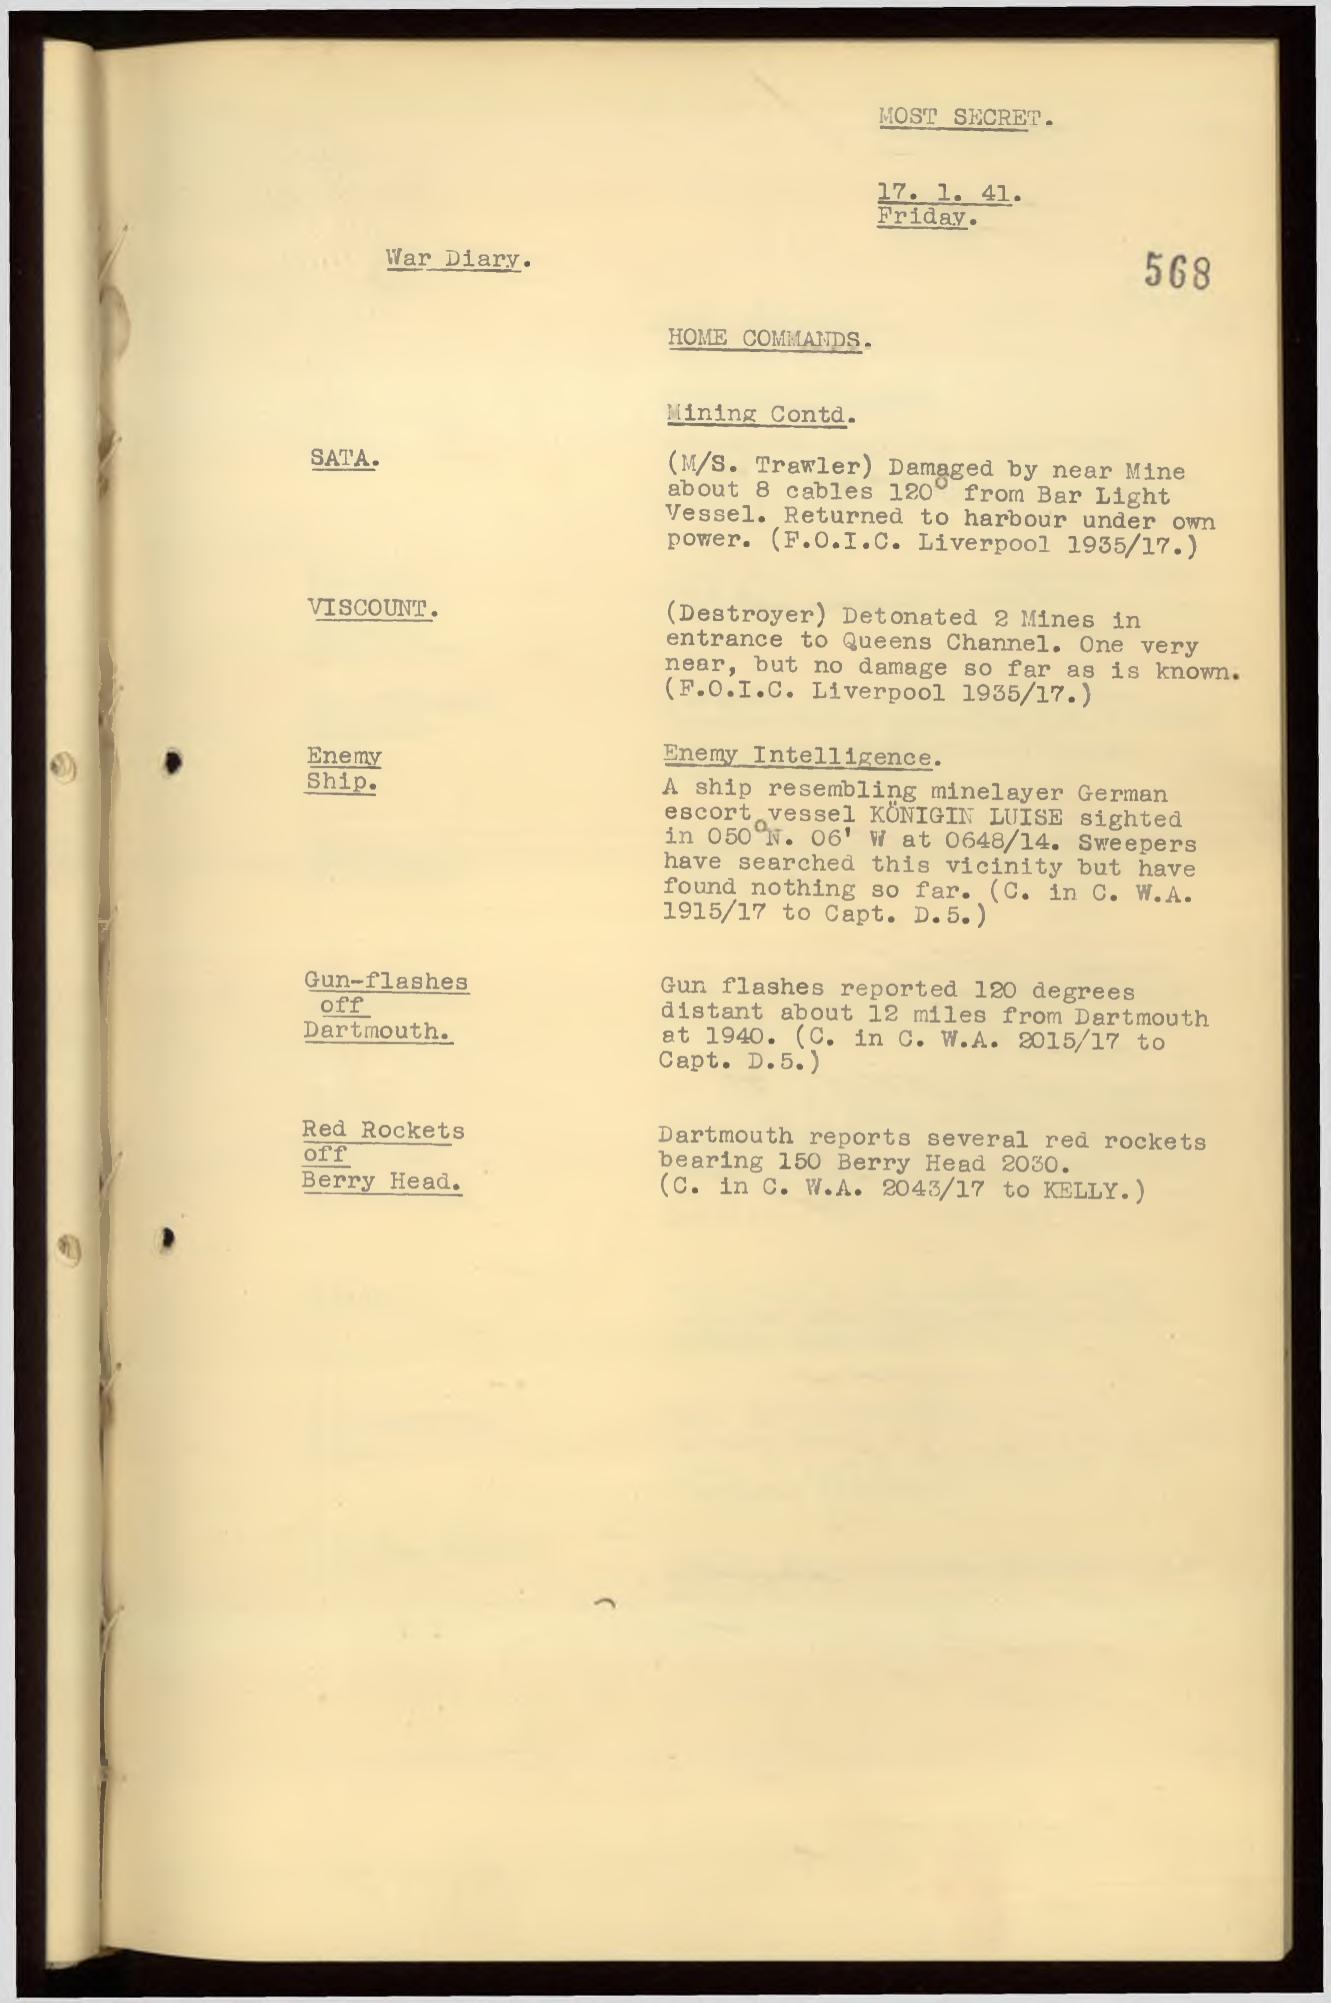 MOST SECRET.
17. 1. 41.
Friday.
War Diary.
568
HOME COMMANDS.
Mining Contd.
SATA.
(M/S. Trawler) Damaged by near Mine
about 8 cables 120° from Bar Light
Vessel. Returned to harbour under own
power. (F.O.I.C. Liverpool 1935/17.)
VISCOUNT.
(Destroyer) Detonated 2 Mines in
entrance to Queens Channel. One very
near, but no damage so far as is known.
(F.O.I.C. Liverpool 1935/17.)
Enemy
Ship.
Enemy Intelligence.
A ship resembling minelayer German
escort vessel KÖNIGIN LUISE sighted
in 050°N. 06' W at 0648/14. Sweepers
have searched this vicinity but have
found nothing so far. (C. in C. W.A.
1915/17 to Capt. D.5.)
Gun-flashes
off
Dartmouth.
Gun flashes reported 120 degrees
distant about 12 miles from Dartmouth
at 1940. (C. in C. W.A. 2015/17 to
Capt. D.5.)
Red Rockets
off
Berry Head.
Dartmouth reports several red rockets
bearing 150 Berry Head 2030.
(C. in C. W.A. 2043/17 to KELLY.)